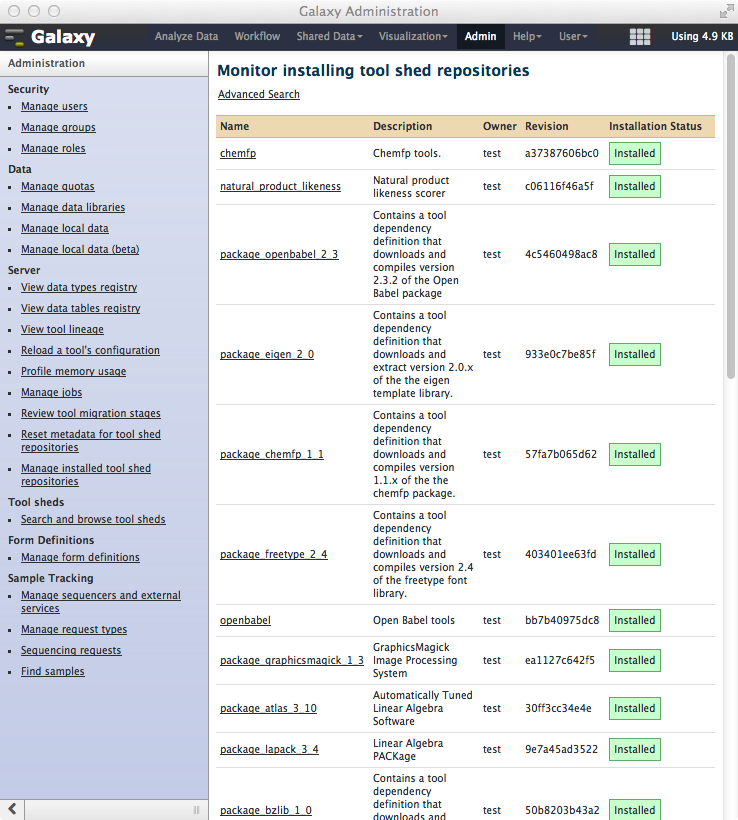 Galaxy Administration
Galaxy
Analyze Data Workflow Shared Data Visualization Admin Help User Using 4.9 KB
Administration
Security
Manage users
Manage groups
Manage roles
Data
Manage quotas
Manage data libraries
Manage local data
Manage local data (beta)
Server
View data types registry
View data tables registry
View tool lineage
Reload a tool's configuration
Profile memory usage
Manage jobs
Review tool migration stages
Reset metadata for tool shed
repositories
Manage installed tool shed
repositories
Tool sheds
Search and browse tool sheds
Form Definitions
Manage form definitions
Sample Tracking
Manage sequencers and external
services
Manage request types
Sequencing requests
Find samples
Monitor installing tool shed repositories
Advanced Search
Name Description Owner Revision Installation Status
chemfp Chemfp tools. test a37387606bc0 Installed
natural_product_likeness Natural product
likeness scorer test c06116f46a5f Installed
package_openbabel_2_3 Contains a tool
dependency
definition that
downloads and
compiles version
2.3.2 of the Open
Babel package test 4c5460498ac8 Installed
package_eigen_2_0 Contains a tool
dependency
definition that
downloads and
extract version 2.0.x
of the the eigen
template library. test 933e0c7be85f Installed
package_chemfp_1_1 Contains a tool
dependency
definition that
downloads and
compiles version
1.1.x of the the
chemfp package. test 57fa7b065d62 Installed
package_freetype_2_4 Contains a tool
dependency
definition that
downloads and
compiles version 2.4
of the freetype font
library. test 403401ee63fd Installed
openbabel Open Babel tools test bb7b40975dc8 Installed
package_graphicsmagick_1_3 GraphicsMagick
Image Processing
System test ea1127c642f5 Installed
package_atlas_3_10 Automatically Tuned
Linear Algebra
Software test 30ff3cc34e4e Installed
package_lapack_3_4 Linear Algebra
PACKage test 9e7a45ad3522 Installed
package_bzlib_1_0 Contains a tool
dependency
definition that
downloads and test 50b8203b43a2 Installed